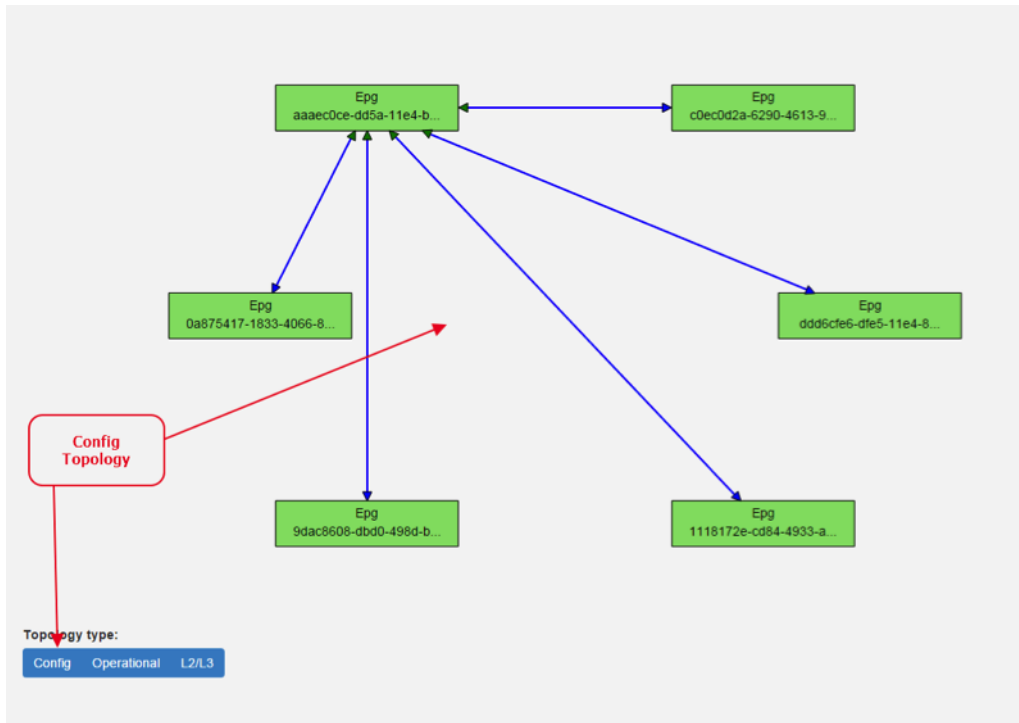 Epg
aaaec0ce-dd5a-11e4-b...
Epg
c0ec0d2a-6290-4613-9...
Epg
0a875417-1833-4066-8...
Epg
ddd6cfe6-dfe5-11e4-8...
Config
Topology
Epg
9dac8608-dbd0-498d-b...
Epg
1118172e-cd84-4933-a...
Topology type:
Config Operational L2/L3